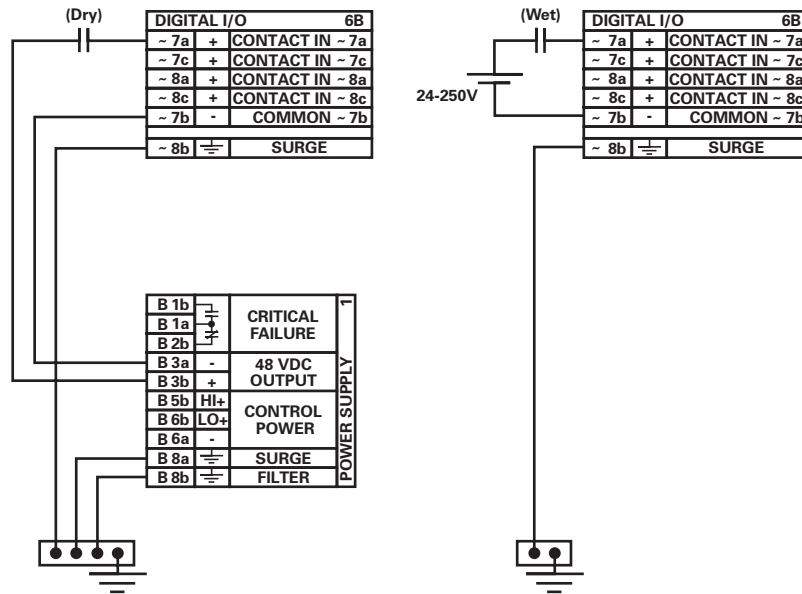 (Dry)
DIGITAL I/O 6B
~ 7a + CONTACT IN ~ 7a
~ 7c + CONTACT IN ~ 7c
~ 8a + CONTACT IN ~ 8a
~ 8c + CONTACT IN ~ 8c
~ 7b - COMMON ~ 7b
~ 8b SURGE
B 1b
B 1a
B 2b
CRITICAL
FAILURE
B 3a -
B 3b +
48 VDC
OUTPUT
B 5b HI+
B 6b LO+
B 6a -
CONTROL
POWER
B 8a SURGE
B 8b FILTER
POWER SUPPLY 1
(Wet)
24-250V
DIGITAL I/O 6B
~ 7a + CONTACT IN ~ 7a
~ 7c + CONTACT IN ~ 7c
~ 8a + CONTACT IN ~ 8a
~ 8c + CONTACT IN ~ 8c
~ 7b - COMMON ~ 7b
~ 8b SURGE